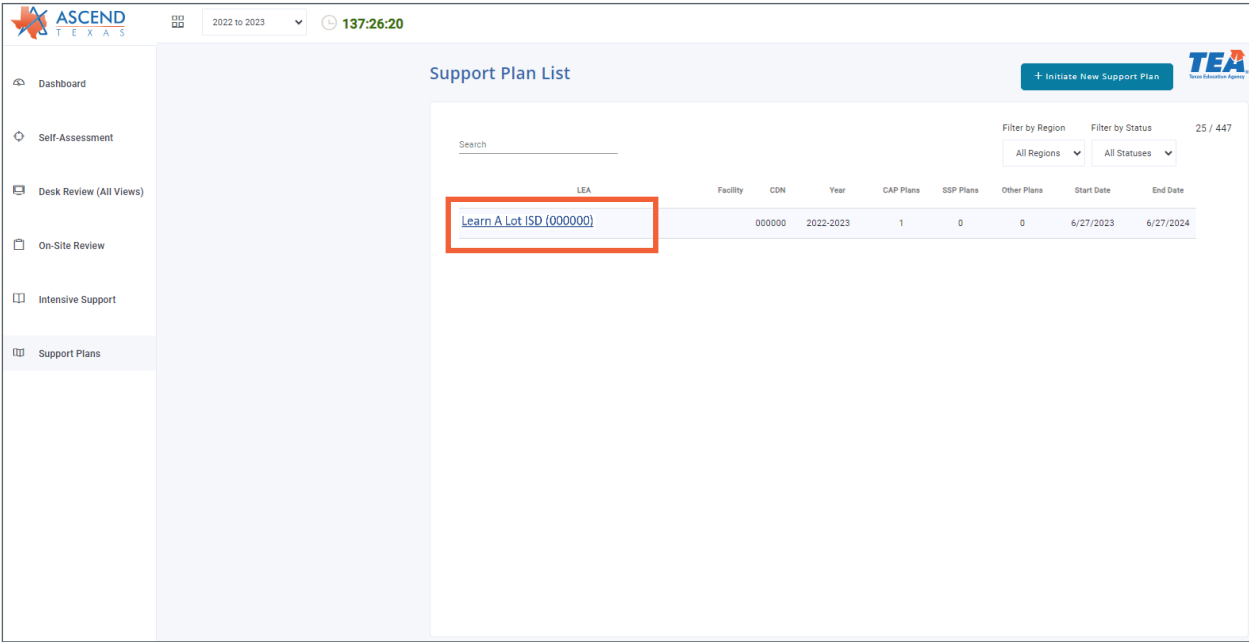 ASCEND
TEXAS
2022 to 2023
137:26:20
Dashboard
Self-Assessment
Desk Review (All Views)
On-Site Review
Intensive Support
Support Plans
Support Plan List
+ Initiate New Support Plan
TEA
Texas Education Agency
Search
Filter by Region
Filter by Status
25 / 447
All Regions
All Statuses
LEA Facility CDN Year CAP Plans SSP Plans Other Plans Start Date End Date
Learn A Lot ISD (000000) 000000 2022-2023 1 0 0 6/27/2023 6/27/2024